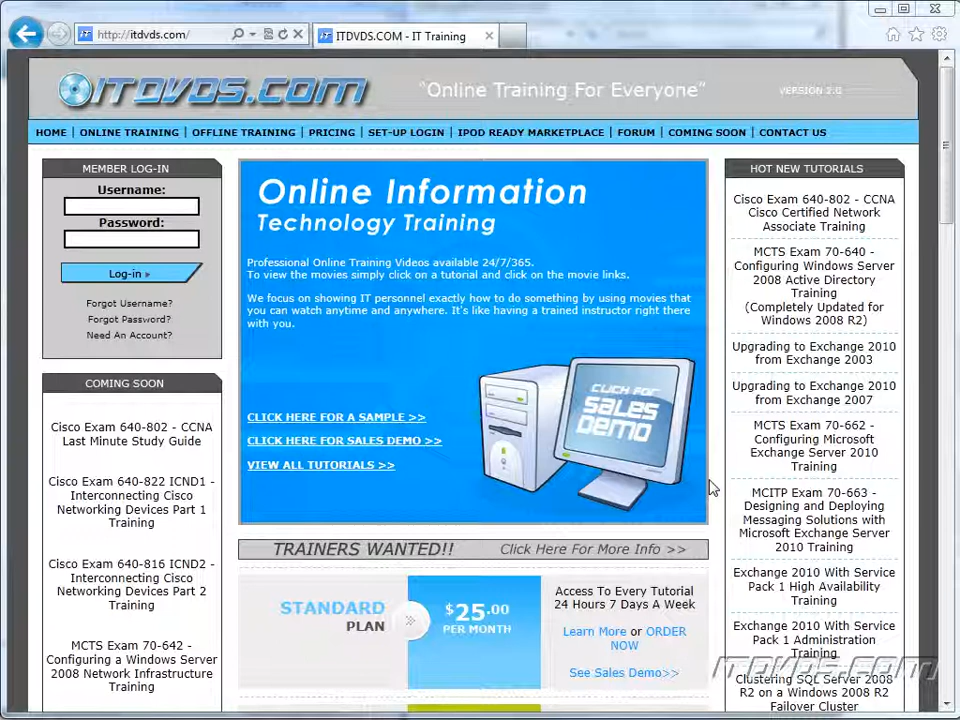 http://itdvds.com/
ITDVDS.COM - IT Training
ITDVDS.COM
"Online Training For Everyone"
VERSION 2.0
HOME | ONLINE TRAINING | OFFLINE TRAINING | PRICING | SET-UP LOGIN | IPOD READY MARKETPLACE | FORUM | COMING SOON | CONTACT US
MEMBER LOG-IN
Username:
Password:
Log-in »
Forgot Username?
Forgot Password?
Need An Account?
COMING SOON
Cisco Exam 640-802 - CCNA
Last Minute Study Guide
Cisco Exam 640-822 ICND1 -
Interconnecting Cisco
Networking Devices Part 1
Training
Cisco Exam 640-816 ICND2 -
Interconnecting Cisco
Networking Devices Part 2
Training
MCTS Exam 70-642 -
Configuring a Windows Server
2008 Network Infrastructure
Training
Online Information
Technology Training
Professional Online Training Videos available 24/7/365.
To view the movies simply click on a tutorial and click on the movie links.
We focus on showing IT personnel exactly how to do something by using movies that
you can watch anytime and anywhere. It's like having a trained instructor right there
with you.
CLICK HERE FOR A SAMPLE >>
CLICK HERE FOR SALES DEMO >>
VIEW ALL TUTORIALS >>
CLICK FOR
SALES
DEMO
TRAINERS WANTED!! Click Here For More Info >>
STANDARD
PLAN
$25.00
PER MONTH
Access To Every Tutorial
24 Hours 7 Days A Week
Learn More or ORDER
NOW
See Sales Demo>>
HOT NEW TUTORIALS
Cisco Exam 640-802 - CCNA
Cisco Certified Network
Associate Training
MCTS Exam 70-640 -
Configuring Windows Server
2008 Active Directory
Training
(Completely Updated for
Windows 2008 R2)
Upgrading to Exchange 2010
from Exchange 2003
Upgrading to Exchange 2010
from Exchange 2007
MCTS Exam 70-662 -
Configuring Microsoft
Exchange Server 2010
Training
MCITP Exam 70-663 -
Designing and Deploying
Messaging Solutions with
Microsoft Exchange Server
2010 Training
Exchange 2010 With Service
Pack 1 High Availability
Training
Exchange 2010 With Service
Pack 1 Administration
Training
Clustering SQL Server 2008
R2 on a Windows 2008 R2
Failover Cluster
ITDVDS.COM